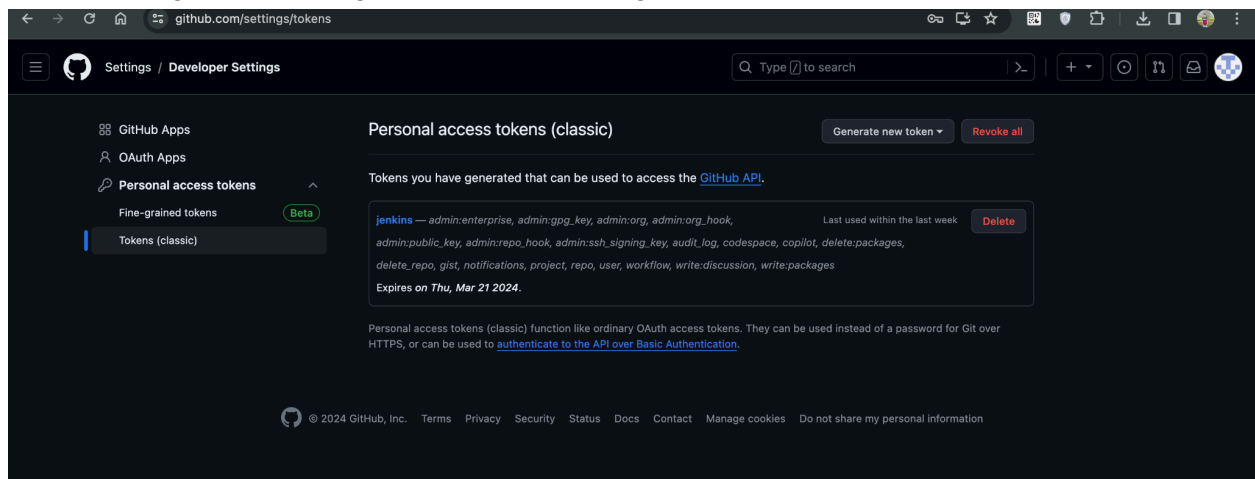 github.com/settings/tokens
Settings / Developer Settings
Type / to search
GitHub Apps
OAuth Apps
Personal access tokens
Fine-grained tokens Beta
Tokens (classic)
Personal access tokens (classic)
Generate new token
Revoke all
Tokens you have generated that can be used to access the GitHub API.
jenkins — admin:enterprise, admin:gpg_key, admin:org, admin:org_hook,
Last used within the last week
Delete
admin:public_key, admin:repo_hook, admin:ssh_signing_key, audit_log, codespace, copilot, delete:packages,
delete_repo, gist, notifications, project, repo, user, workflow, write:discussion, write:packages
Expires on Thu, Mar 21 2024.
Personal access tokens (classic) function like ordinary OAuth access tokens. They can be used instead of a password for Git over
HTTPS, or can be used to authenticate to the API over Basic Authentication.
© 2024 GitHub, Inc. Terms Privacy Security Status Docs Contact Manage cookies Do not share my personal information